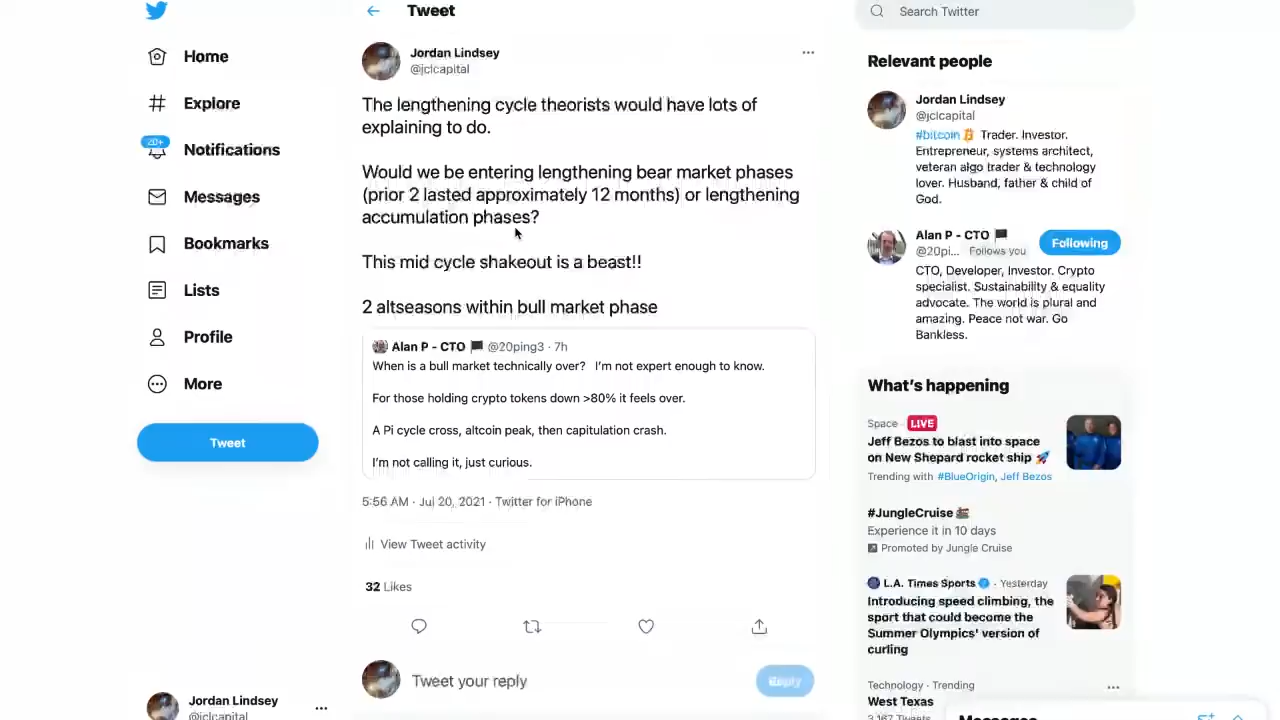 Tweet
Search Twitter
Home
Explore
20+
Notifications
Messages
Bookmarks
Lists
Profile
More
Tweet
Jordan Lindsey
@jclcapital
Jordan Lindsey
@jclcapital
The lengthening cycle theorists would have lots of
explaining to do.
Would we be entering lengthening bear market phases
(prior 2 lasted approximately 12 months) or lengthening
accumulation phases?
This mid cycle shakeout is a beast!!
2 altseasons within bull market phase
Alan P - CTO 🏴 @20ping3 · 7h
When is a bull market technically over? I'm not expert enough to know.
For those holding crypto tokens down >80% it feels over.
A Pi cycle cross, altcoin peak, then capitulation crash.
I'm not calling it, just curious.
5:56 AM · Jul 20, 2021 · Twitter for iPhone
View Tweet activity
32 Likes
Tweet your reply
Reply
Relevant people
Jordan Lindsey
@jclcapital
#bitcoin Trader. Investor.
Entrepreneur, systems architect,
veteran algo trader & technology
lover. Husband, father & child of
God.
Alan P - CTO 🏴
@20pi... Follows you
Following
CTO, Developer, Investor. Crypto
specialist. Sustainability & equality
advocate. The world is plural and
amazing. Peace not war. Go
Bankless.
What's happening
Space · LIVE
Jeff Bezos to blast into space
on New Shepard rocket ship 🚀
Trending with #BlueOrigin, Jeff Bezos
#JungleCruise
Experience it in 10 days
Promoted by Jungle Cruise
L.A. Times Sports · Yesterday
Introducing speed climbing, the
sport that could become the
Summer Olympics' version of
curling
Technology · Trending
West Texas
3,167 Tweets
Messages